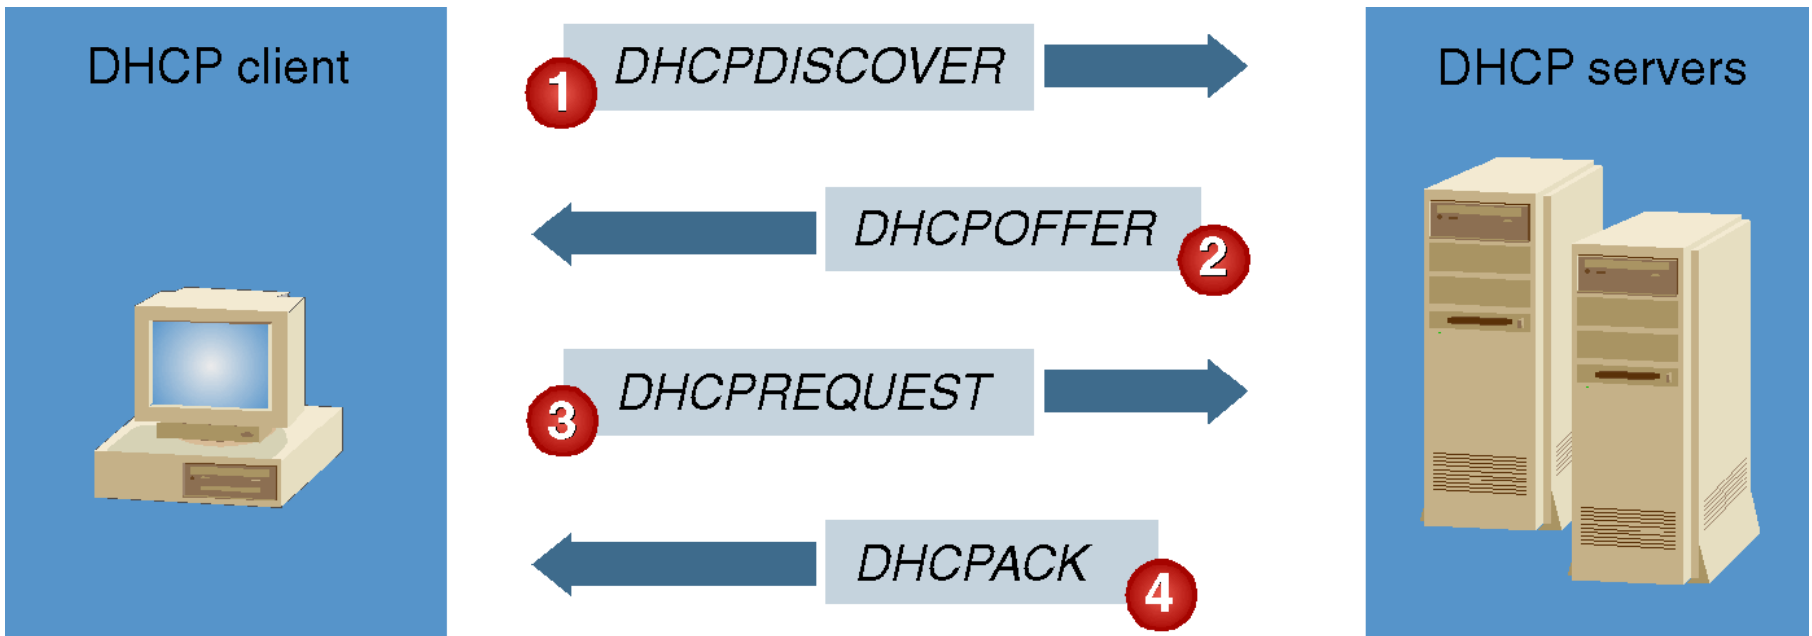 DHCP client
DHCP servers
1
DHCPDISCOVER
DHCPOFFER
2
3
DHCPREQUEST
DHCPACK
4